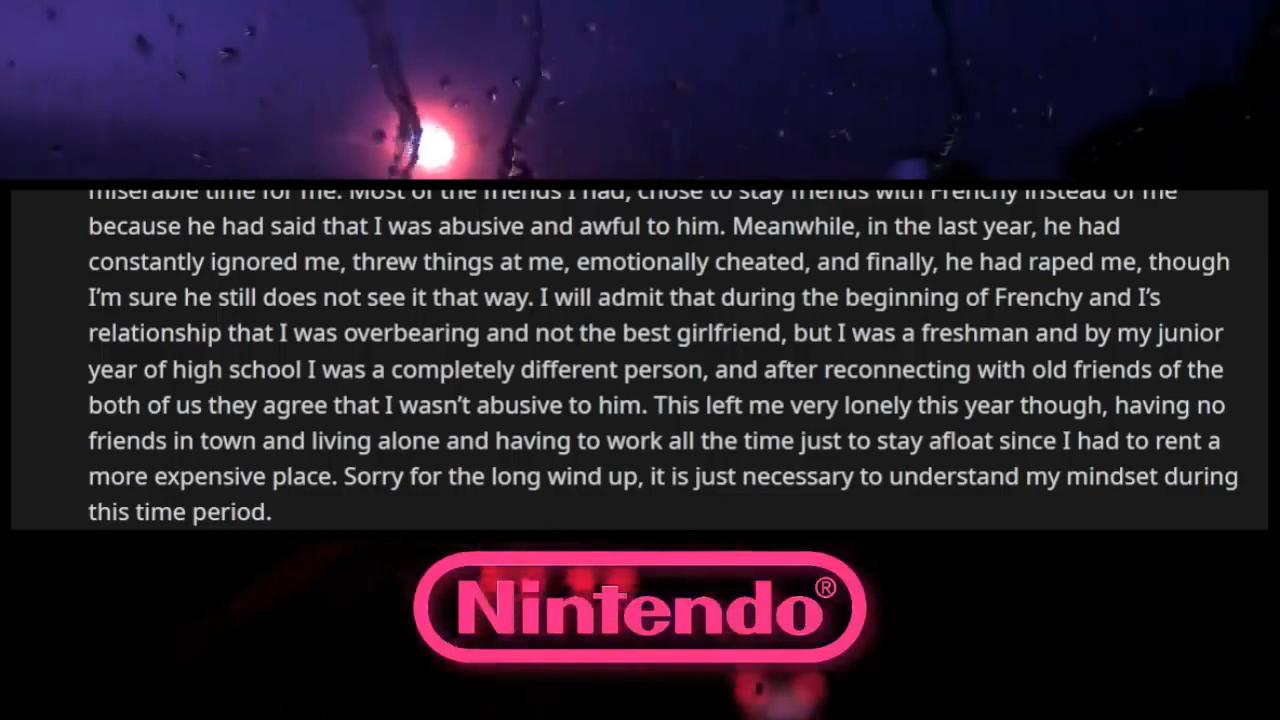 miserable time for me. Most of the friends I had, chose to stay friends with Frenchy instead of me
because he had said that I was abusive and awful to him. Meanwhile, in the last year, he had
constantly ignored me, threw things at me, emotionally cheated, and finally, he had raped me, though
I’m sure he still does not see it that way. I will admit that during the beginning of Frenchy and I’s
relationship that I was overbearing and not the best girlfriend, but I was a freshman and by my junior
year of high school I was a completely different person, and after reconnecting with old friends of the
both of us they agree that I wasn’t abusive to him. This left me very lonely this year though, having no
friends in town and living alone and having to work all the time just to stay afloat since I had to rent a
more expensive place. Sorry for the long wind up, it is just necessary to understand my mindset during
this time period.
Nintendo®